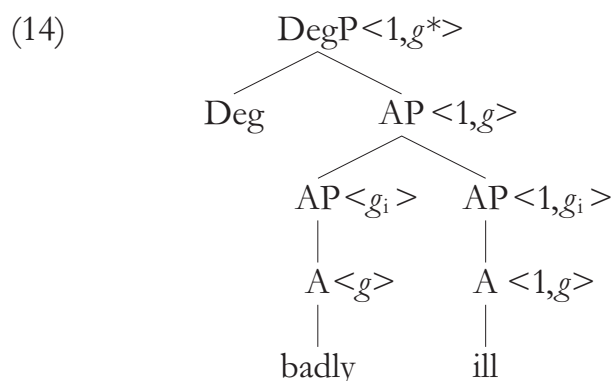 (14) DegP<1,g*>
Deg AP<1,g>
AP<gᵢ> AP<1,gᵢ>
A<g> A <1,g>
badly ill